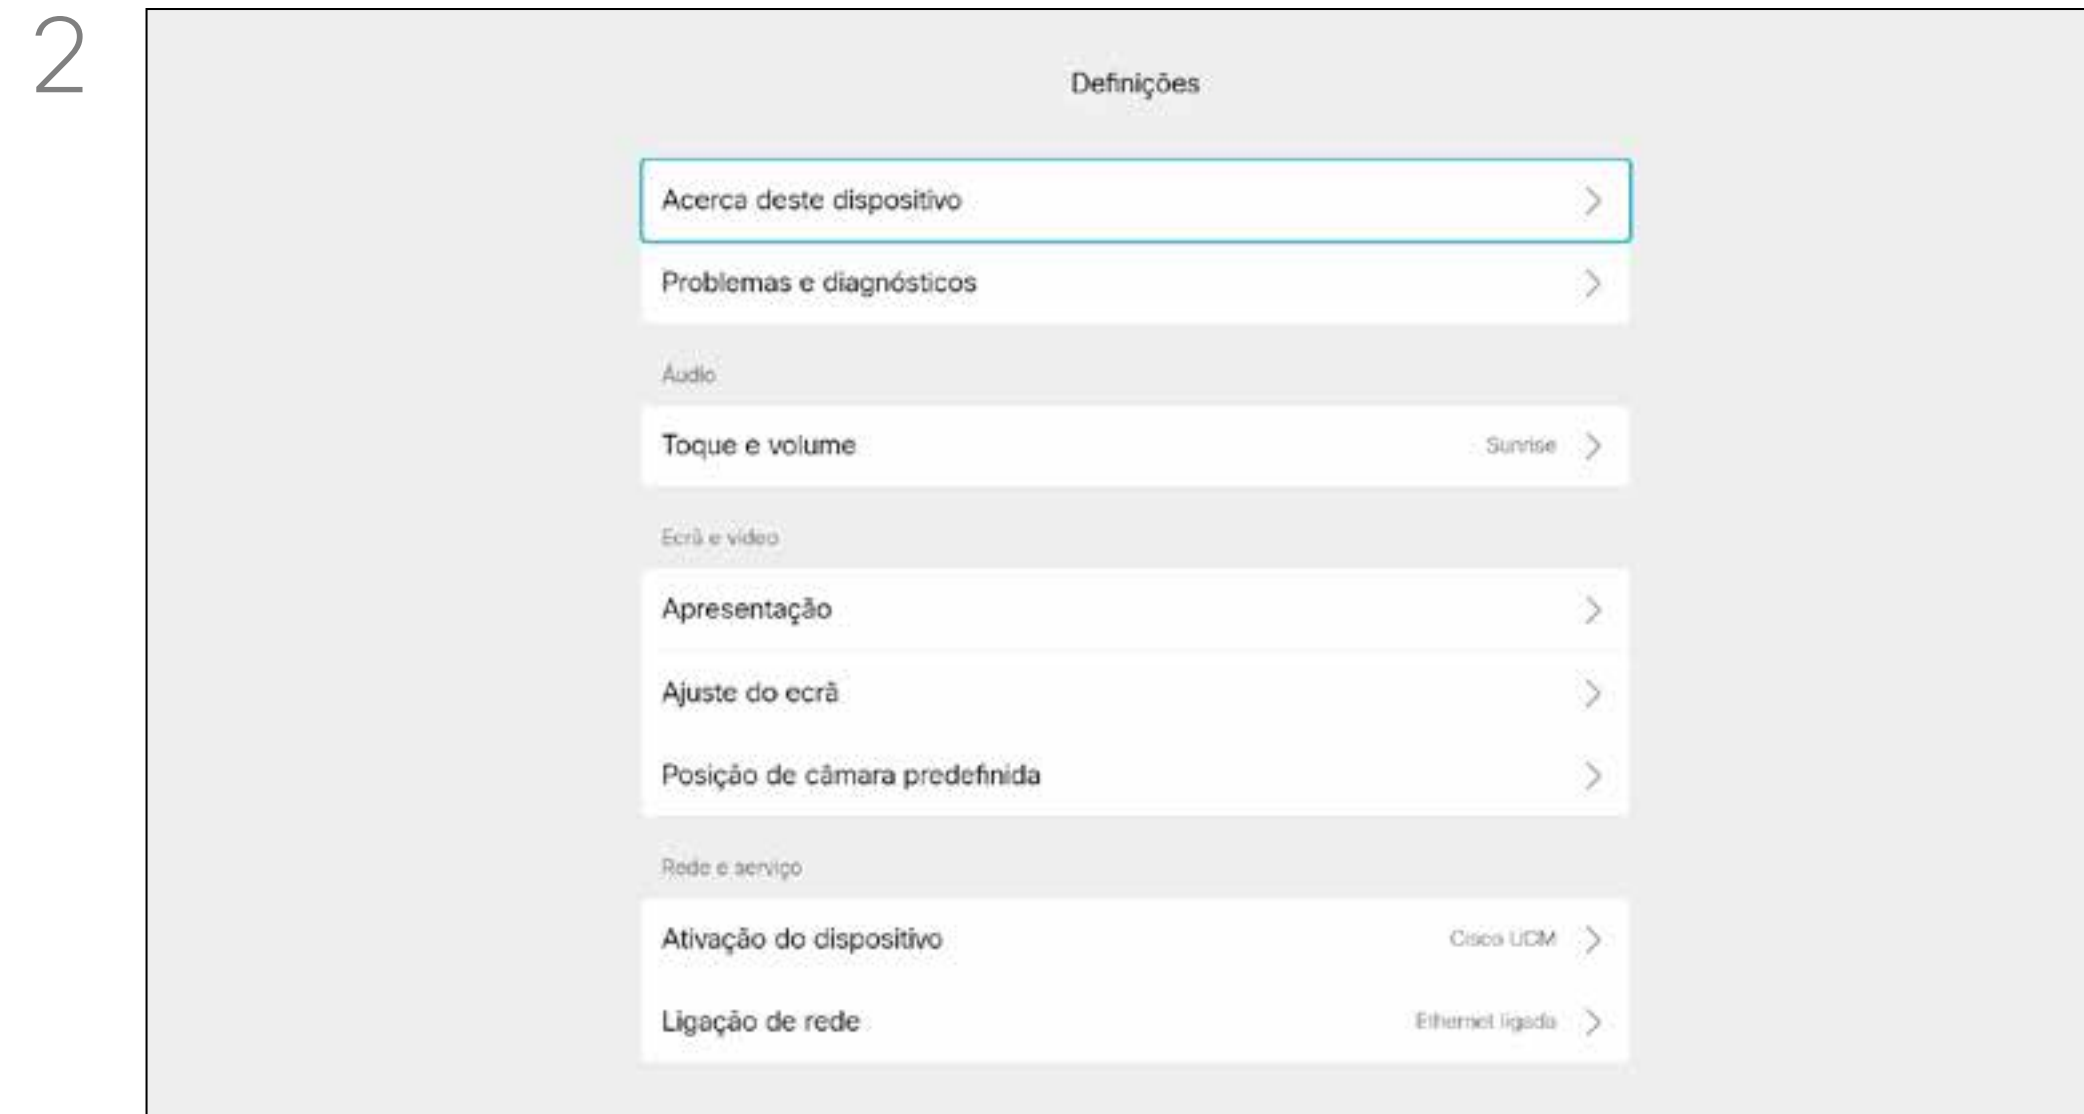 2
Definições
Acerca deste dispositivo
Problemas e diagnósticos
Áudio
Toque e volume Sunrise
Ecrã e vídeo
Apresentação
Ajuste do ecrã
Posição de câmara predefinida
Rede e serviço
Ativação do dispositivo Cisco UCM
Ligação de rede Ethernet ligada